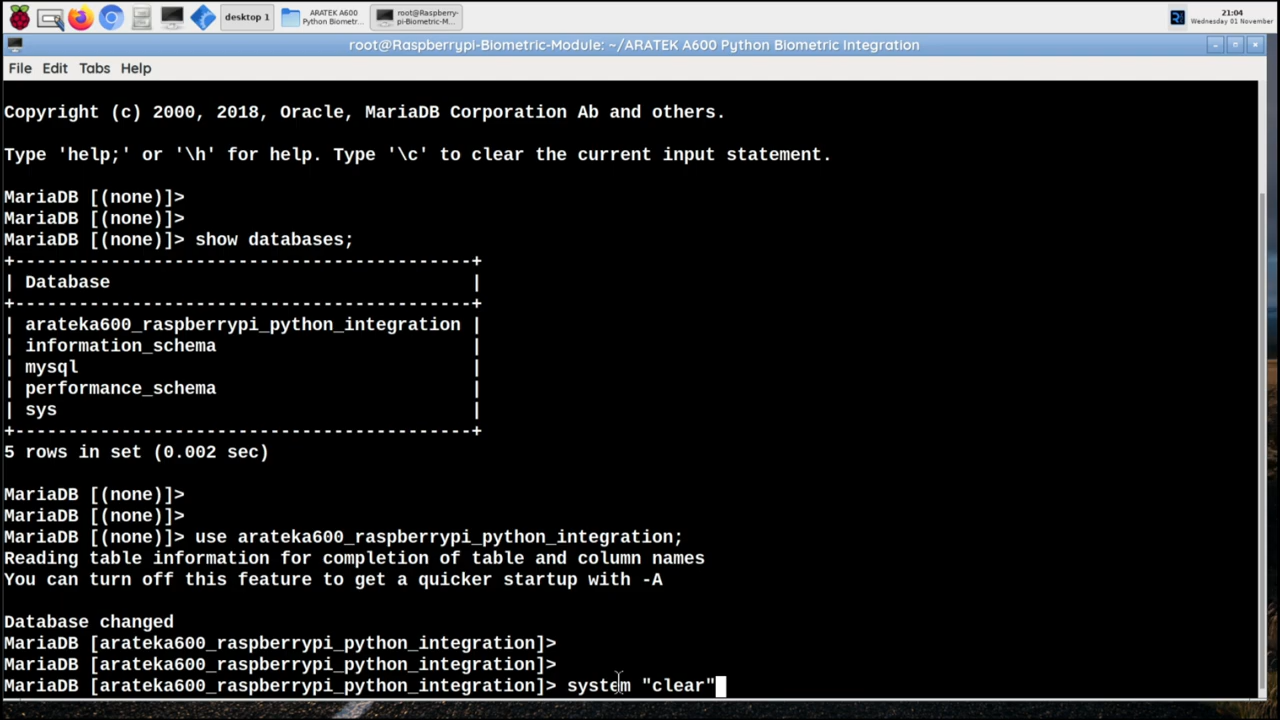 desktop 1
ARATEK A600
Python Biometr...
root@Raspberry-
pi-Biometric-M...
21:04
Wednesday 01 November
root@Raspberrypi-Biometric-Module: ~/ARATEK A600 Python Biometric Integration
File Edit Tabs Help
Copyright (c) 2000, 2018, Oracle, MariaDB Corporation Ab and others.
Type 'help;' or '\h' for help. Type '\c' to clear the current input statement.
MariaDB [(none)]>
MariaDB [(none)]>
MariaDB [(none)]> show databases;
+-----------------------------------------+
| Database |
+-----------------------------------------+
| arateka600_raspberrypi_python_integration |
| information_schema |
| mysql |
| performance_schema |
| sys |
+-----------------------------------------+
5 rows in set (0.002 sec)
MariaDB [(none)]>
MariaDB [(none)]>
MariaDB [(none)]> use arateka600_raspberrypi_python_integration;
Reading table information for completion of table and column names
You can turn off this feature to get a quicker startup with -A
Database changed
MariaDB [arateka600_raspberrypi_python_integration]>
MariaDB [arateka600_raspberrypi_python_integration]>
MariaDB [arateka600_raspberrypi_python_integration]> system "clear"